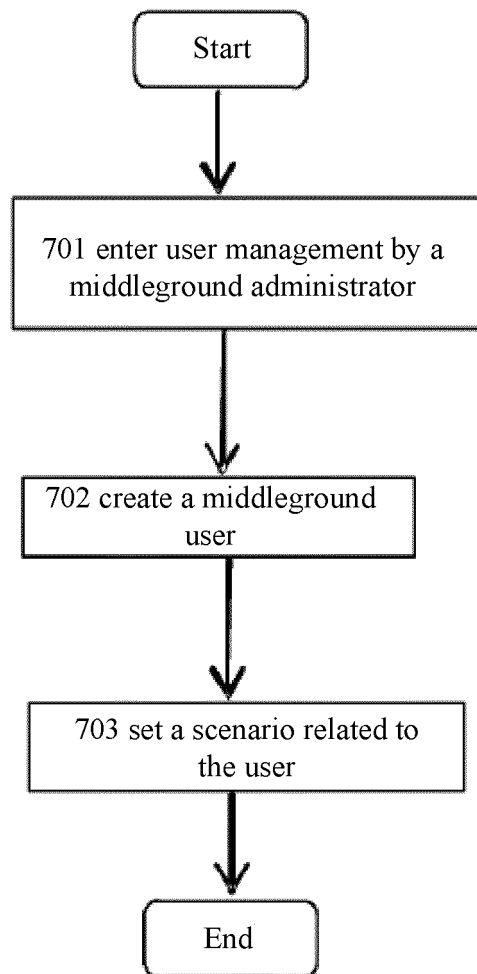 Start
701 enter user management by a
middleground administrator
702 create a middleground
user
703 set a scenario related to
the user
End